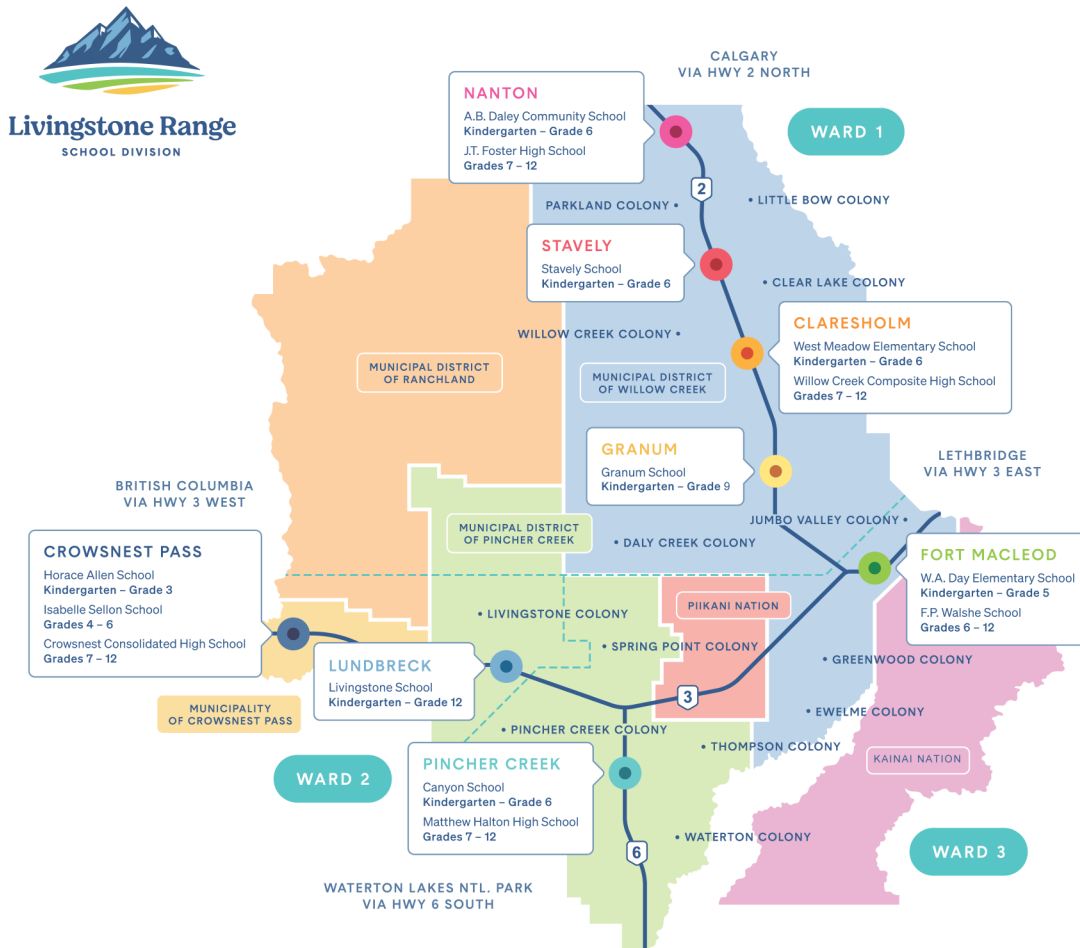 Livingstone Range
SCHOOL DIVISION
CALGARY
VIA HWY 2 NORTH
NANTON
A.B. Daley Community School
Kindergarten – Grade 6
J.T. Foster High School
Grades 7 – 12
WARD 1
2
PARKLAND COLONY
LITTLE BOW COLONY
STAVELY
Stavely School
Kindergarten – Grade 6
CLEAR LAKE COLONY
WILLOW CREEK COLONY
CLARESHOLM
West Meadow Elementary School
Kindergarten – Grade 6
Willow Creek Composite High School
Grades 7 – 12
MUNICIPAL DISTRICT
OF RANCHLAND
MUNICIPAL DISTRICT
OF WILLOW CREEK
GRANUM
Granum School
Kindergarten – Grade 9
LETHBRIDGE
VIA HWY 3 EAST
BRITISH COLUMBIA
VIA HWY 3 WEST
JUMBO VALLEY COLONY
MUNICIPAL DISTRICT
OF PINCHER CREEK
DALY CREEK COLONY
CROWSNEST PASS
Horace Allen School
Kindergarten – Grade 3
Isabelle Sellon School
Grades 4 – 6
Crowsnest Consolidated High School
Grades 7 – 12
FORT MACLEOD
W.A. Day Elementary School
Kindergarten – Grade 5
F.P. Walshe School
Grades 6 – 12
PIIKANI NATION
LIVINGSTONE COLONY
SPRING POINT COLONY
GREENWOOD COLONY
LUNDBRECK
Livingstone School
Kindergarten – Grade 12
3
MUNICIPALITY
OF CROWSNEST PASS
EWELME COLONY
PINCHER CREEK COLONY
THOMPSON COLONY
KAINAI NATION
WARD 2
PINCHER CREEK
Canyon School
Kindergarten – Grade 6
Matthew Halton High School
Grades 7 – 12
WATERTON COLONY
6
WARD 3
WATERTON LAKES NTL. PARK
VIA HWY 6 SOUTH